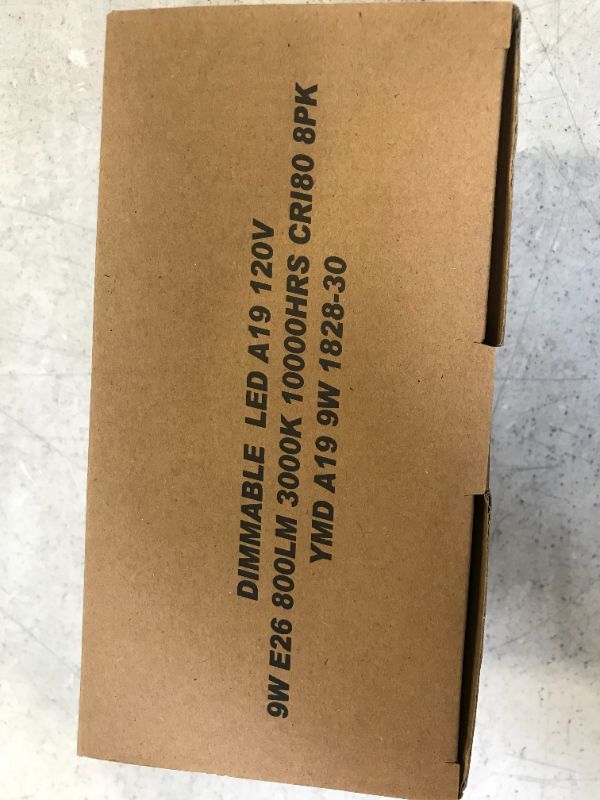 DIMMABLE LED A19 120V
9W E26 800LM 3000K 10000HRS CRI80 8PK
YMD A19 9W 1828-30